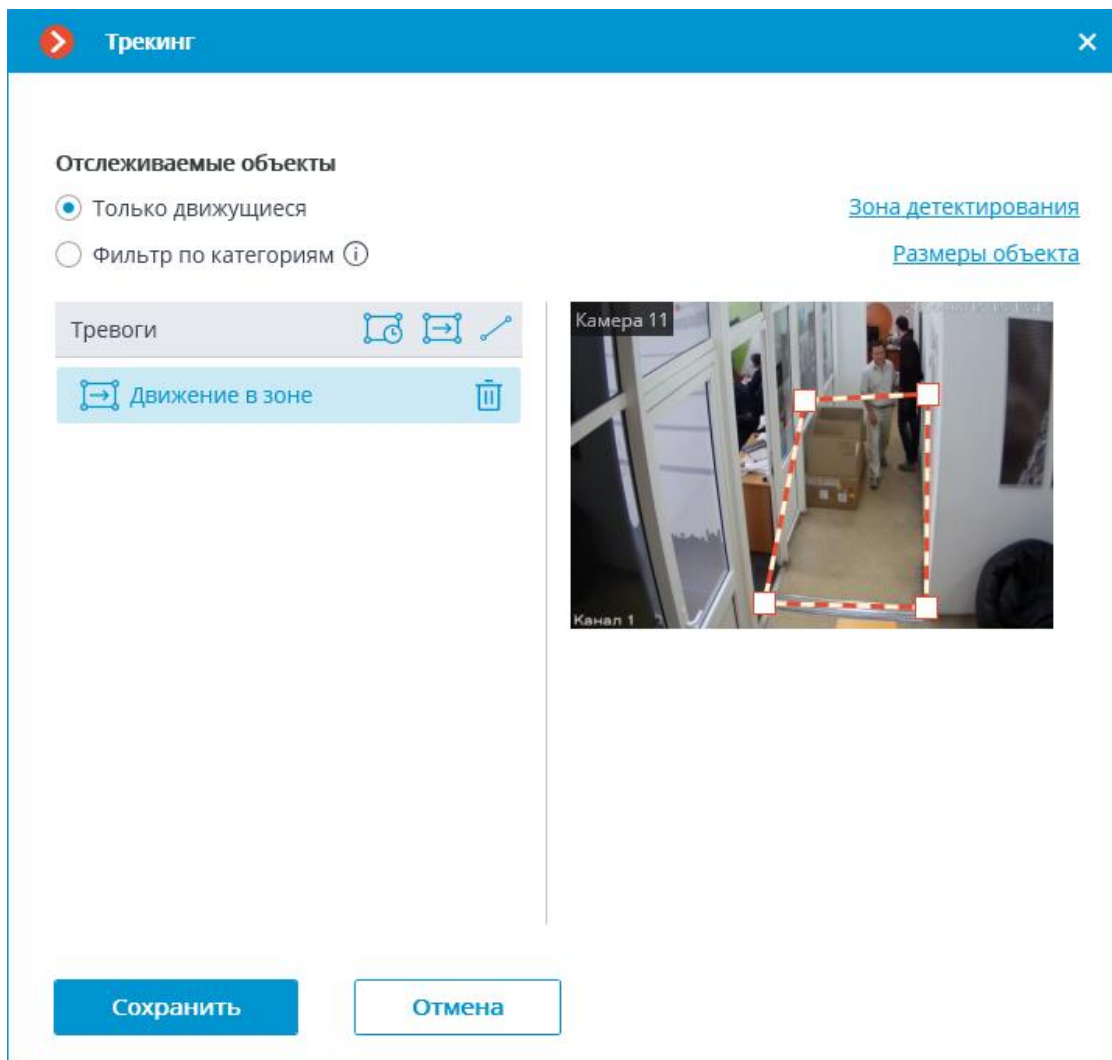 Трекинг
Отслеживаемые объекты
Только движущиеся
Зона детектирования
Фильтр по категориям
Размеры объекта
Тревоги
Камера 11
Движение в зоне
Канал 1
Сохранить
Отмена